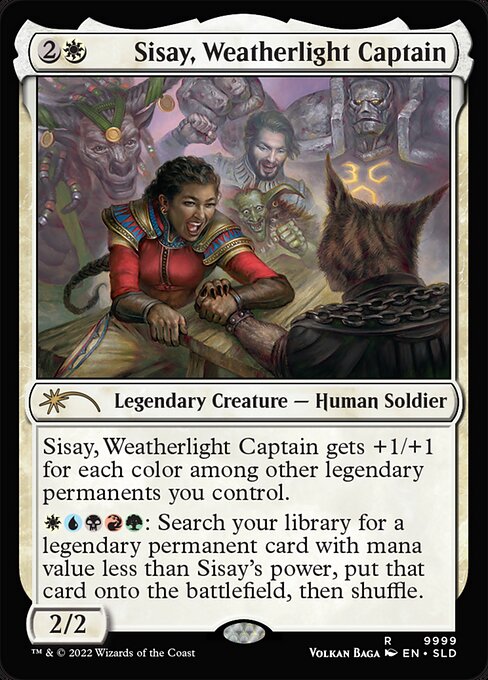 2 Sisay, Weatherlight Captain
Legendary Creature — Human Soldier
Sisay, Weatherlight Captain gets +1/+1
for each color among other legendary
permanents you control.
: Search your library for a
legendary permanent card with mana
value less than Sisay's power, put that
card onto the battlefield, then shuffle.
2/2
R 9999
™ & © 2022 Wizards of the Coast
Volkan Baga EN • SLD